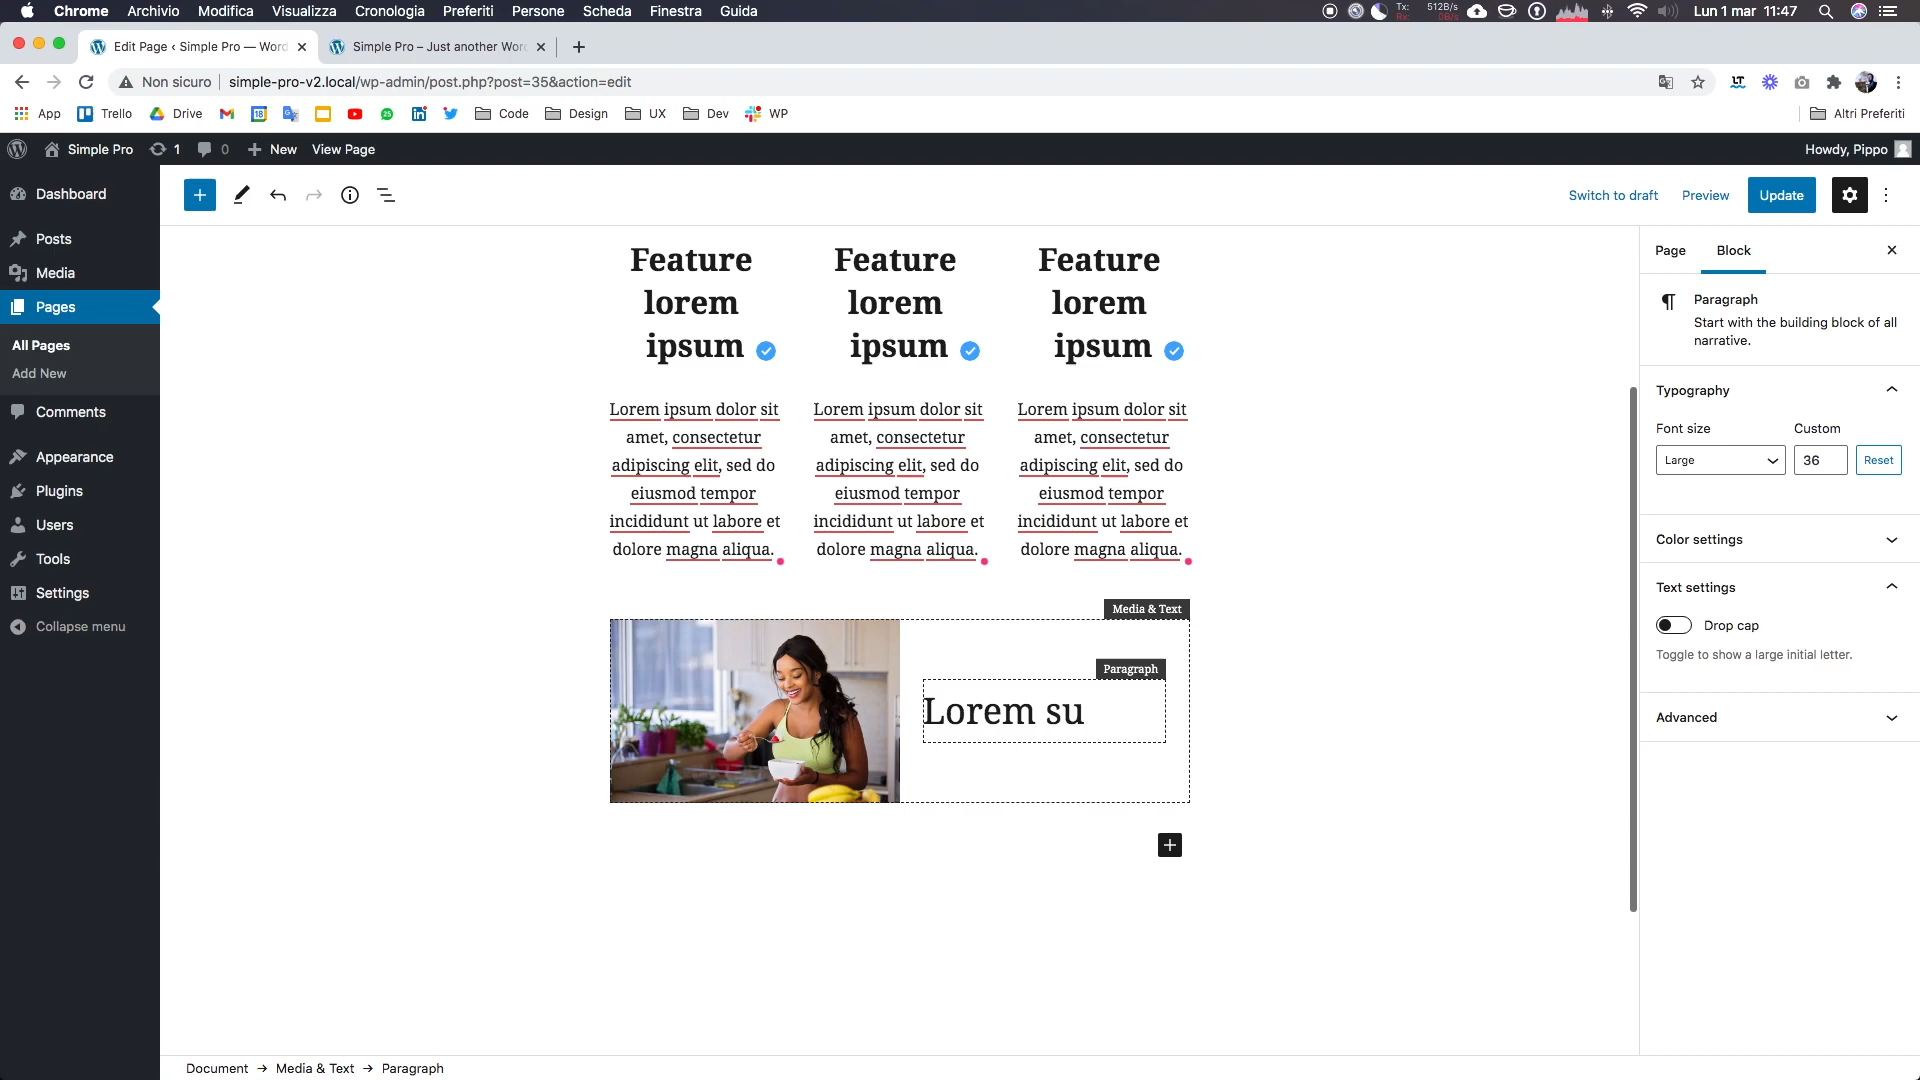 Chrome Archivio Modifica Visualizza Cronologia Preferiti Persone Scheda Finestra Guida Tx: Rx: 512B/s 0B/s Lun 1 mar 11:47
Edit Page ‹ Simple Pro — Word Simple Pro – Just another Wor
Non sicuro simple-pro-v2.local/wp-admin/post.php?post=35&action=edit
App Trello Drive Code Design UX Dev WP Altri Preferiti
Simple Pro 1 0 New View Page Howdy, Pippo
Dashboard
Posts
Media
Pages
All Pages
Add New
Comments
Appearance
Plugins
Users
Tools
Settings
Collapse menu
Switch to draft Preview Update
Feature lorem ipsum
Feature lorem ipsum
Feature lorem ipsum
Lorem ipsum dolor sit
amet, consectetur
adipiscing elit, sed do
eiusmod tempor
incididunt ut labore et
dolore magna aliqua.
Lorem ipsum dolor sit
amet, consectetur
adipiscing elit, sed do
eiusmod tempor
incididunt ut labore et
dolore magna aliqua.
Lorem ipsum dolor sit
amet, consectetur
adipiscing elit, sed do
eiusmod tempor
incididunt ut labore et
dolore magna aliqua.
Media & Text
Paragraph
Lorem su
Page Block
Paragraph
Start with the building block of all
narrative.
Typography
Font size Custom
Large 36 Reset
Color settings
Text settings
Drop cap
Toggle to show a large initial letter.
Advanced
Document → Media & Text → Paragraph